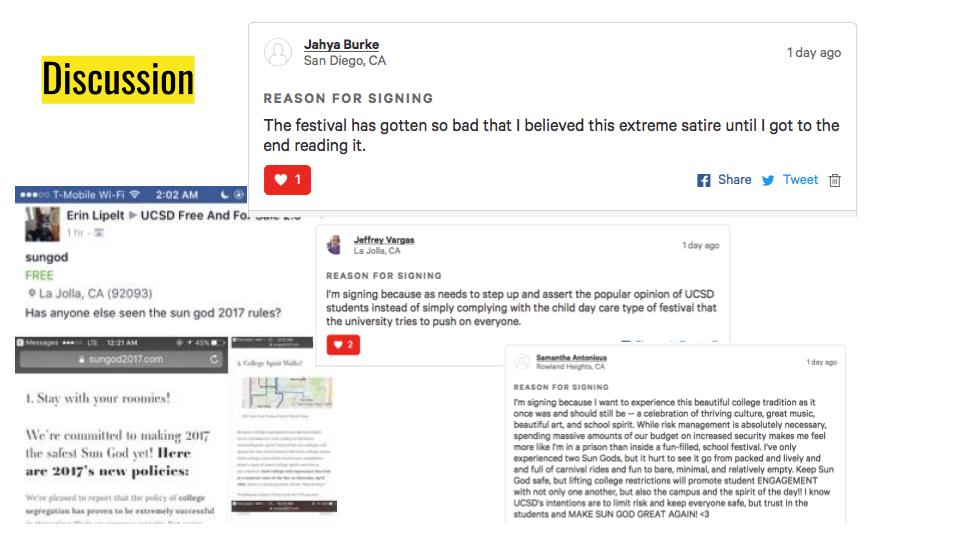 Discussion
Jahya Burke
San Diego, CA
1 day ago
REASON FOR SIGNING
The festival has gotten so bad that I believed this extreme satire until I got to the
end reading it.
1
Share Tweet
T-Mobile Wi-Fi 2:02 AM
Erin Lipelt ▶ UCSD Free And For Sale 2.0
1 hr
sungod
FREE
La Jolla, CA (92093)
Has anyone else seen the sun god 2017 rules?
Jeffrey Vargas
La Jolla, CA
1 day ago
REASON FOR SIGNING
I'm signing because as needs to step up and assert the popular opinion of UCSD
students instead of simply complying with the child day care type of festival that
the university tries to push on everyone.
2
Messages LTE 12:21 AM 45%
sungod2017.com
1. Stay with your roomies!
We're committed to making 2017
the safest Sun God yet! Here
are 2017's new policies:
We're pleased to report that the policy of college
segregation has proven to be extremely successful
2. College Spirit Walks!
Samantha Antonious
Rowland Heights, CA
1 day ago
REASON FOR SIGNING
I'm signing because I want to experience this beautiful college tradition as it
once was and should still be -- a celebration of thriving culture, great music,
beautiful art, and school spirit. While risk management is absolutely necessary,
spending massive amounts of our budget on increased security makes me feel
more like I'm in a prison than inside a fun-filled, school festival. I've only
experienced two Sun Gods, but it hurt to see it go from packed and lively and
and full of carnival rides and fun to bare, minimal, and relatively empty. Keep Sun
God safe, but lifting college restrictions will promote student ENGAGEMENT
with not only one another, but also the campus and the spirit of the day!! I know
UCSD's intentions are to limit risk and keep everyone safe, but trust in the
students and MAKE SUN GOD GREAT AGAIN! <3